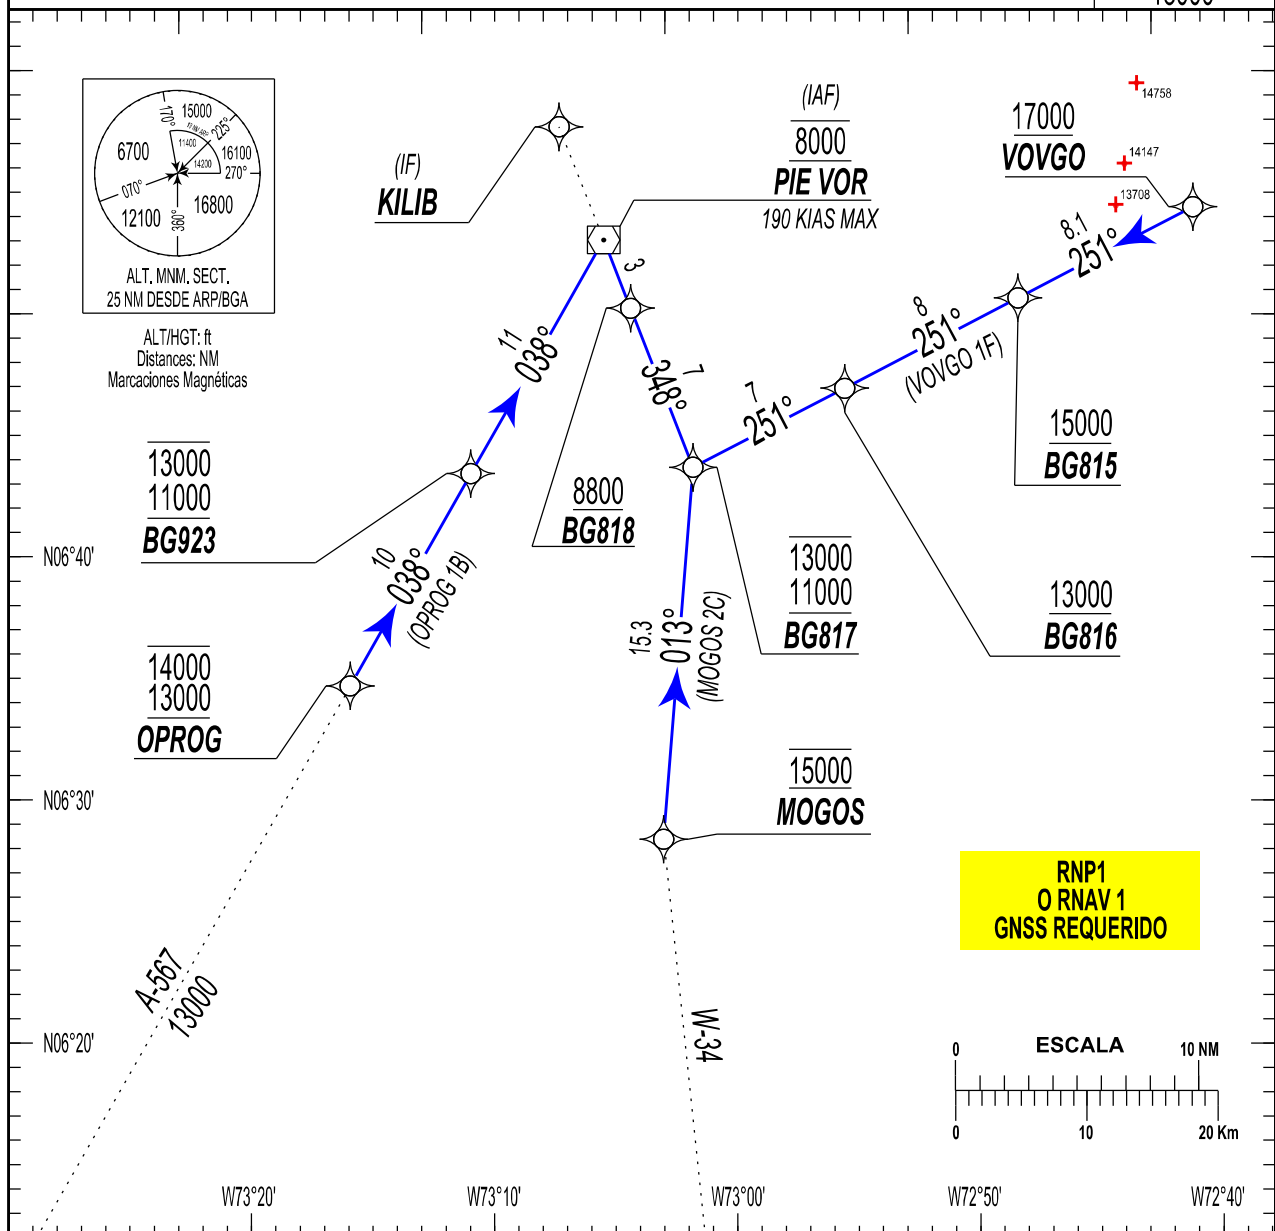 170°
15000
11 NM ARP
225°
11400
6700
14200
16100
270°
070°
12100
360°
16800
ALT. MNM. SECT.
25 NM DESDE ARP/BGA
ALT/HGT: ft
Distances: NM
Marcaciones Magnéticas
(IF)
KILIB
(IAF)
8000
PIE VOR
190 KIAS MAX
17000
VOVGO
14758
14147
13708
8.1
251°
8
251°
(VOVGO 1F)
7
251°
3
7
348°
11
038°
13000
11000
BG923
8800
BG818
15000
BG815
N06°40'
10
038°
(OPROG 1B)
13000
11000
BG817
13000
BG816
14000
13000
OPROG
15.3
013°
(MOGOS 2C)
15000
MOGOS
N06°30'
RNP1
O RNAV 1
GNSS REQUERIDO
A-567
13000
W-34
N06°20'
ESCALA
0
10 NM
0
10
20 Km
W73°20'
W73°10'
W73°00'
W72°50'
W72°40'